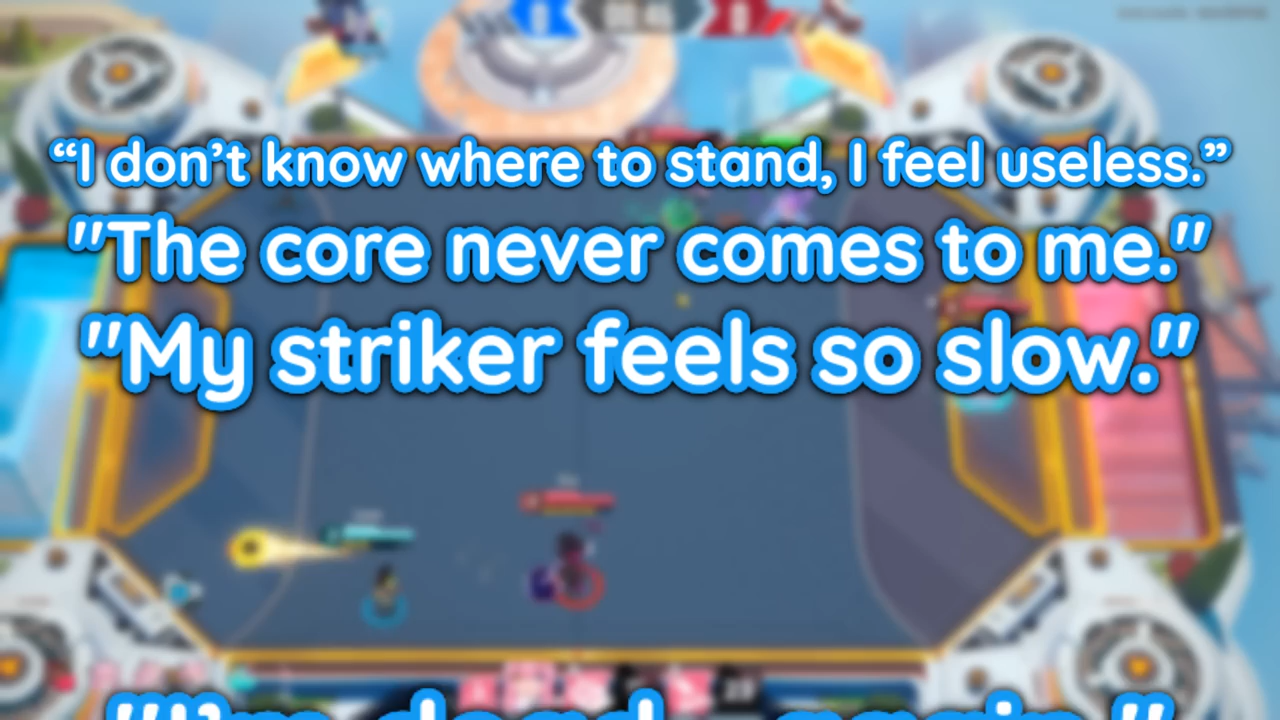 “I don’t know where to stand, I feel useless.”
"The core never comes to me."
"My striker feels so slow."